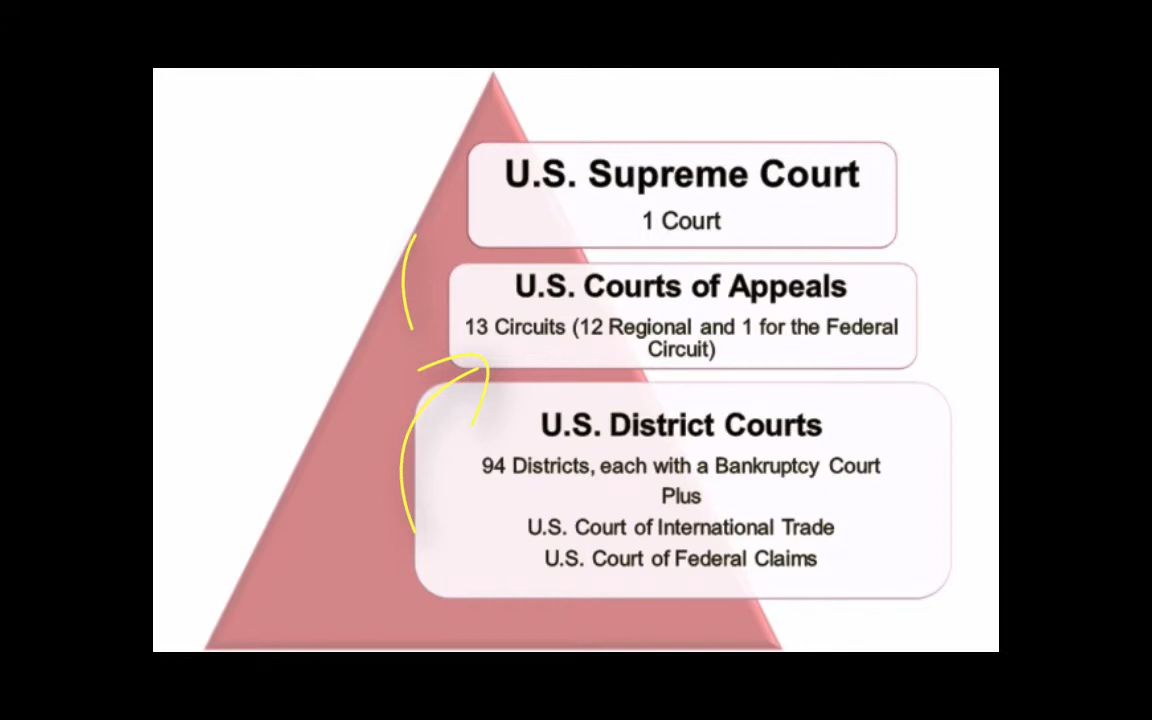 U.S. Supreme Court
1 Court
U.S. Courts of Appeals
13 Circuits (12 Regional and 1 for the Federal
Circuit)
U.S. District Courts
94 Districts, each with a Bankruptcy Court
Plus
U.S. Court of International Trade
U.S. Court of Federal Claims